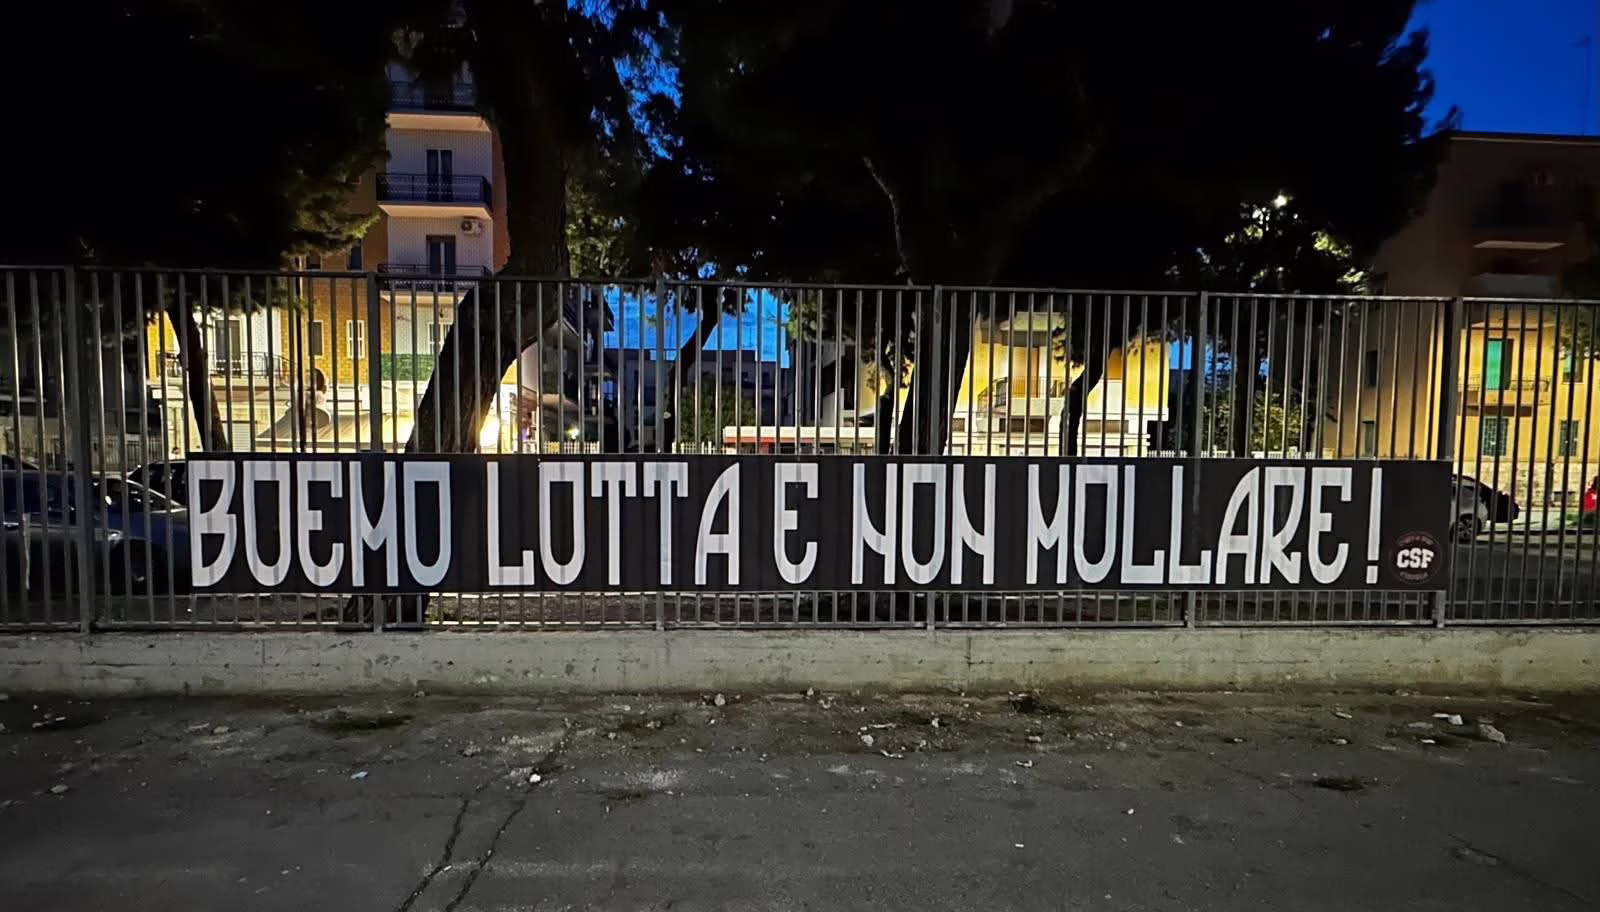 BUEMO LOTTA E NON MOLLARE!
CSF